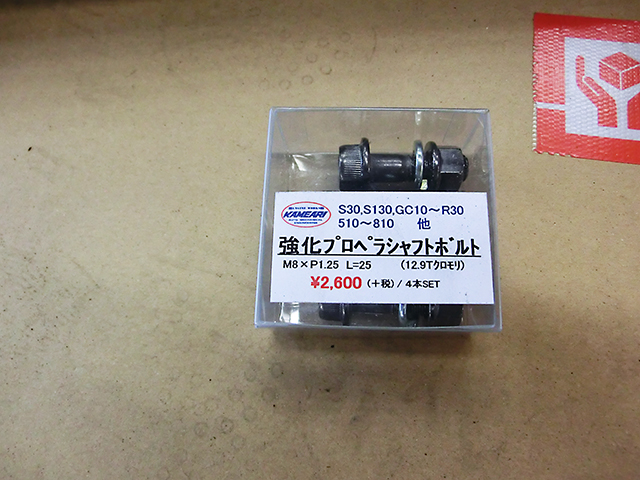 KAMEARI
S30,S130,GC10～R30
510～810 他
強化プロペラシャフトボルト
M8×P1.25 L=25 (12.9Tクロモリ)
¥2,600 (+税) / 4本SET